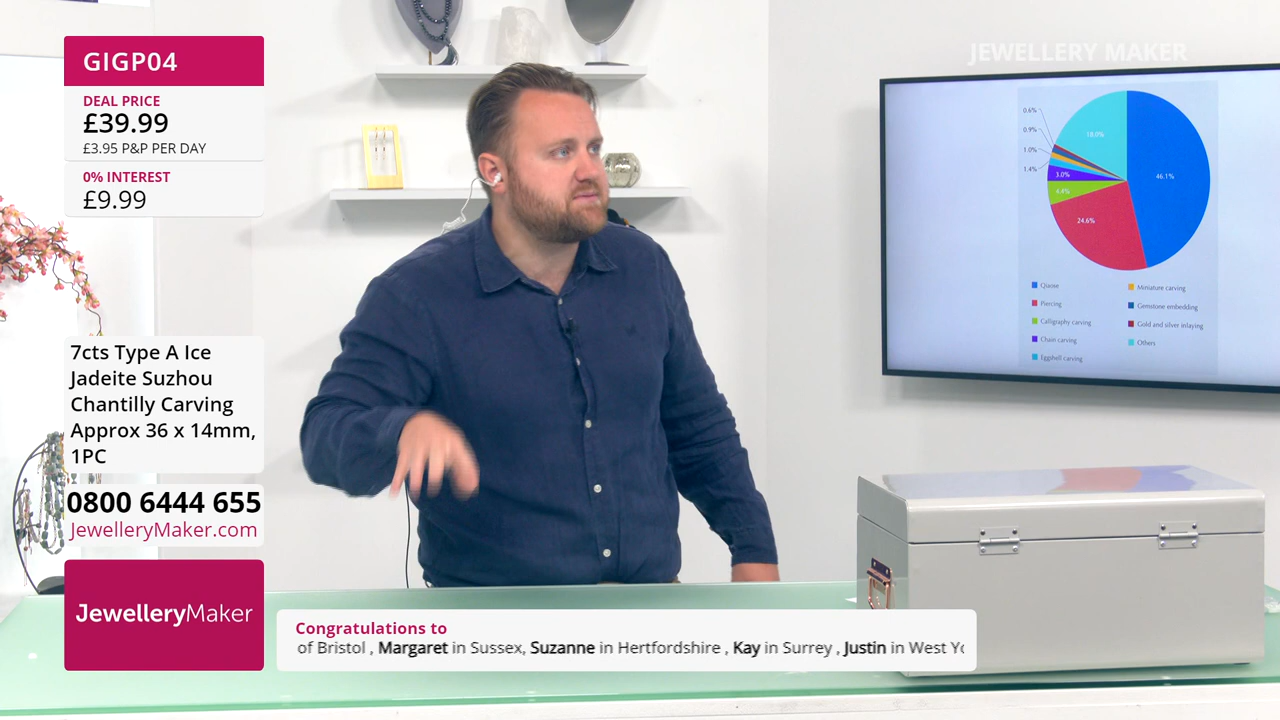 GIGP04
DEAL PRICE
£39.99
£3.95 P&P PER DAY
0% INTEREST
£9.99
7cts Type A Ice
Jadeite Suzhou
Chantilly Carving
Approx 36 x 14mm,
1PC
0800 6444 655
JewelleryMaker.com
JewelleryMaker
Congratulations to
of Bristol , Margaret in Sussex, Suzanne in Hertfordshire , Kay in Surrey , Justin in West Yo
JEWELLERY MAKER
0.6%
0.9%
1.0%
1.4%
18.0%
3.0%
4.4%
24.6%
46.1%
Piercing
Calligraphy carving
Chain carving
Eggshell carving
Miniature carving
Gemstone embedding
Gold and silver inlaying
Others